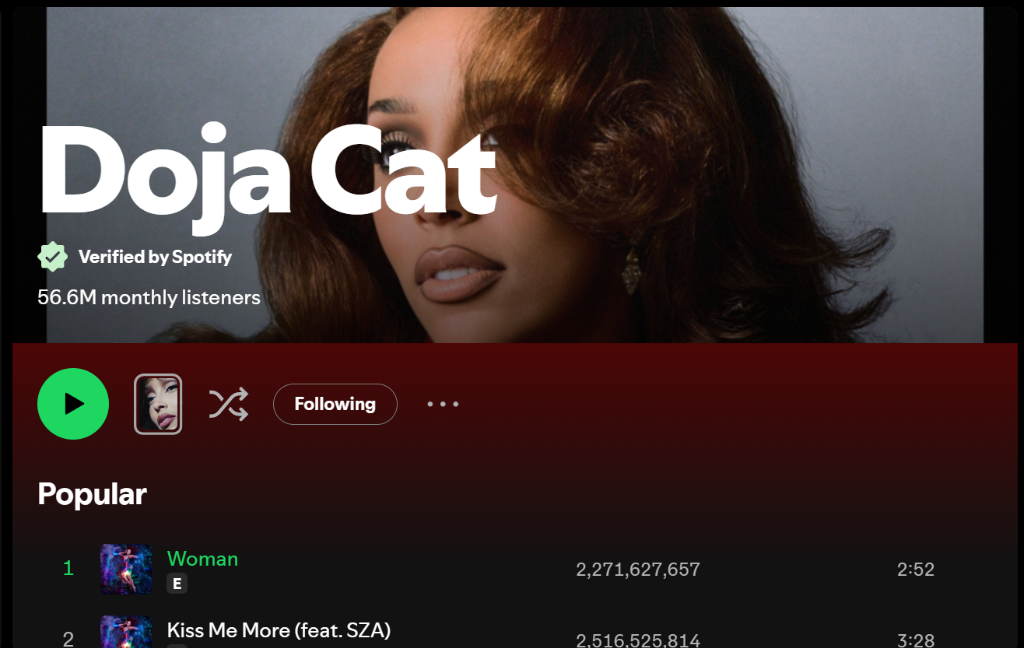 Doja Cat
Verified by Spotify
56.6M monthly listeners
Following
Popular
1 Woman 2,271,627,657 2:52
E
2 Kiss Me More (feat. SZA) 2,516,525,814 3:28